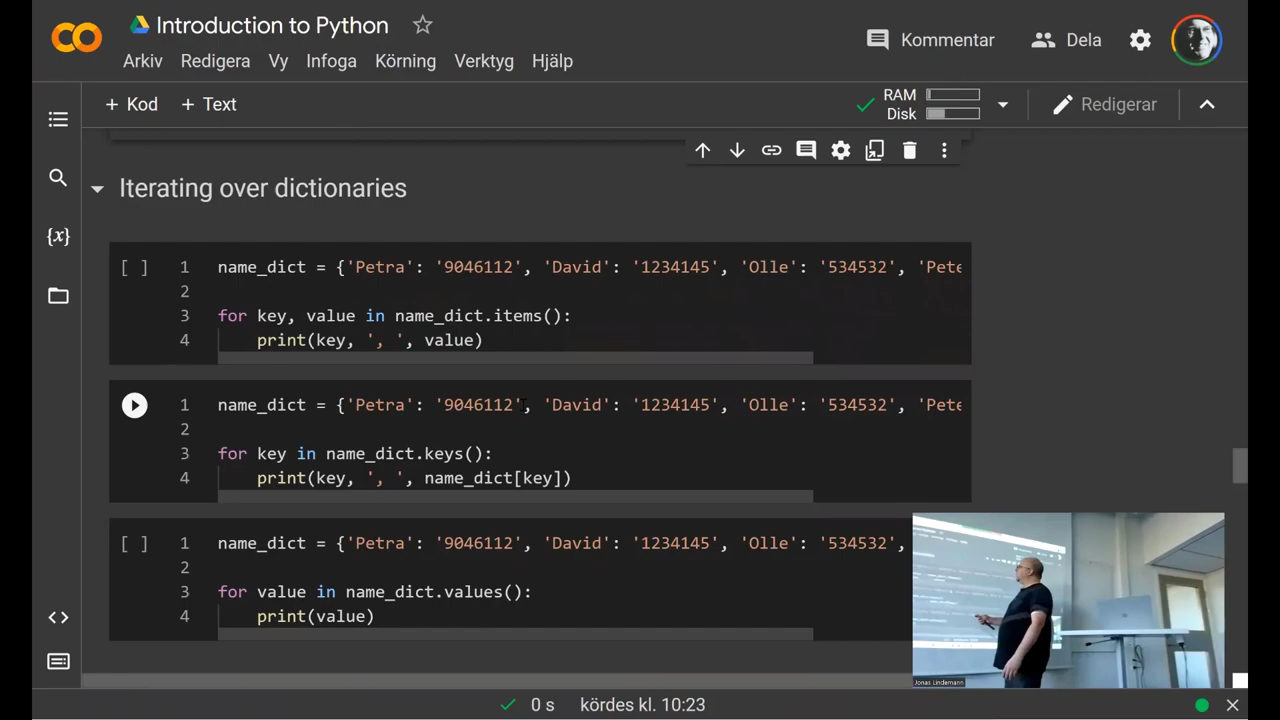 Introduction to Python
Kommentar
Dela
Arkiv Redigera Vy Infoga Körning Verktyg Hjälp
+ Kod + Text
RAM
Disk
Redigerar
Iterating over dictionaries
{x}
[ ]
1 name_dict = {'Petra': '9046112', 'David': '1234145', 'Olle': '534532', 'Pete
2
3 for key, value in name_dict.items():
4 print(key, ', ', value)
1 name_dict = {'Petra': '9046112', 'David': '1234145', 'Olle': '534532', 'Pete
2
3 for key in name_dict.keys():
4 print(key, ', ', name_dict[key])
[ ]
1 name_dict = {'Petra': '9046112', 'David': '1234145', 'Olle': '534532',
2
3 for value in name_dict.values():
4 print(value)
Jonas Lindemann
0 s kördes kl. 10:23